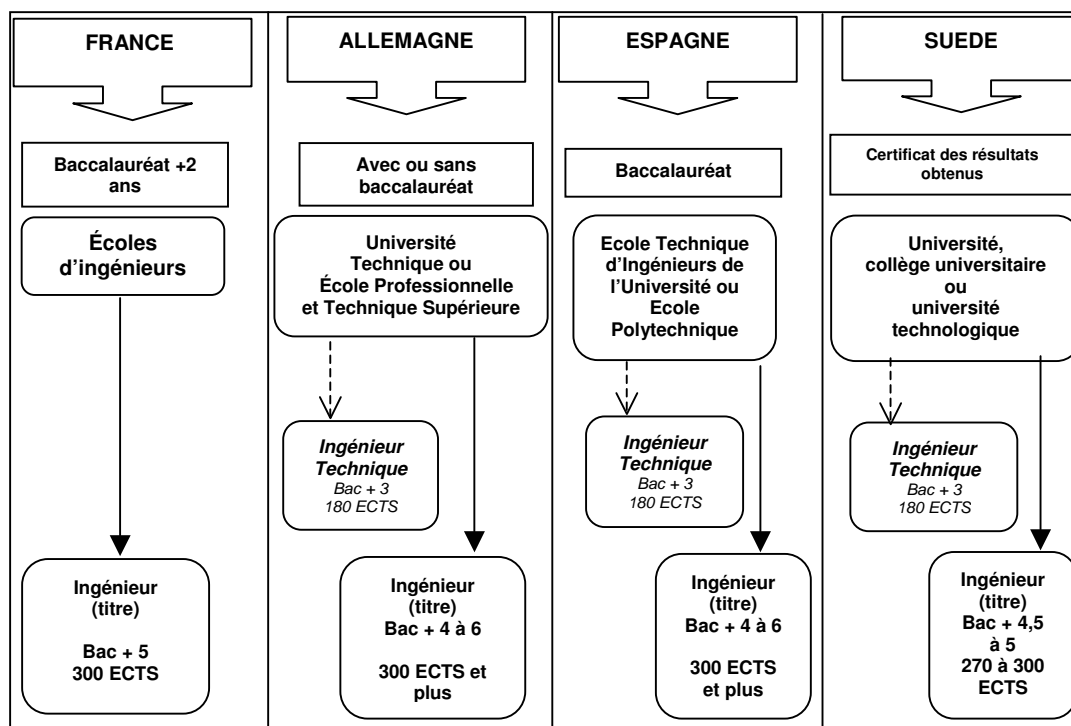 FRANCE
Baccalauréat +2
ans
Écoles
d’ingénieurs
Ingénieur
(titre)
Bac + 5
300 ECTS
ALLEMAGNE
Avec ou sans
baccalauréat
Université
Technique ou
École Professionnelle
et Technique Supérieure
Ingénieur
Technique
Bac + 3
180 ECTS
Ingénieur
(titre)
Bac + 4 à 6
300 ECTS et
plus
ESPAGNE
Baccalauréat
Ecole Technique
d’Ingénieurs de
l’Université ou
Ecole
Polytechnique
Ingénieur
Technique
Bac + 3
180 ECTS
Ingénieur
(titre)
Bac + 4 à 6
300 ECTS
et plus
SUEDE
Certificat des résultats
obtenus
Université,
collège universitaire
ou
université
technologique
Ingénieur
Technique
Bac + 3
180 ECTS
Ingénieur
(titre)
Bac + 4,5
à 5
270 à 300
ECTS